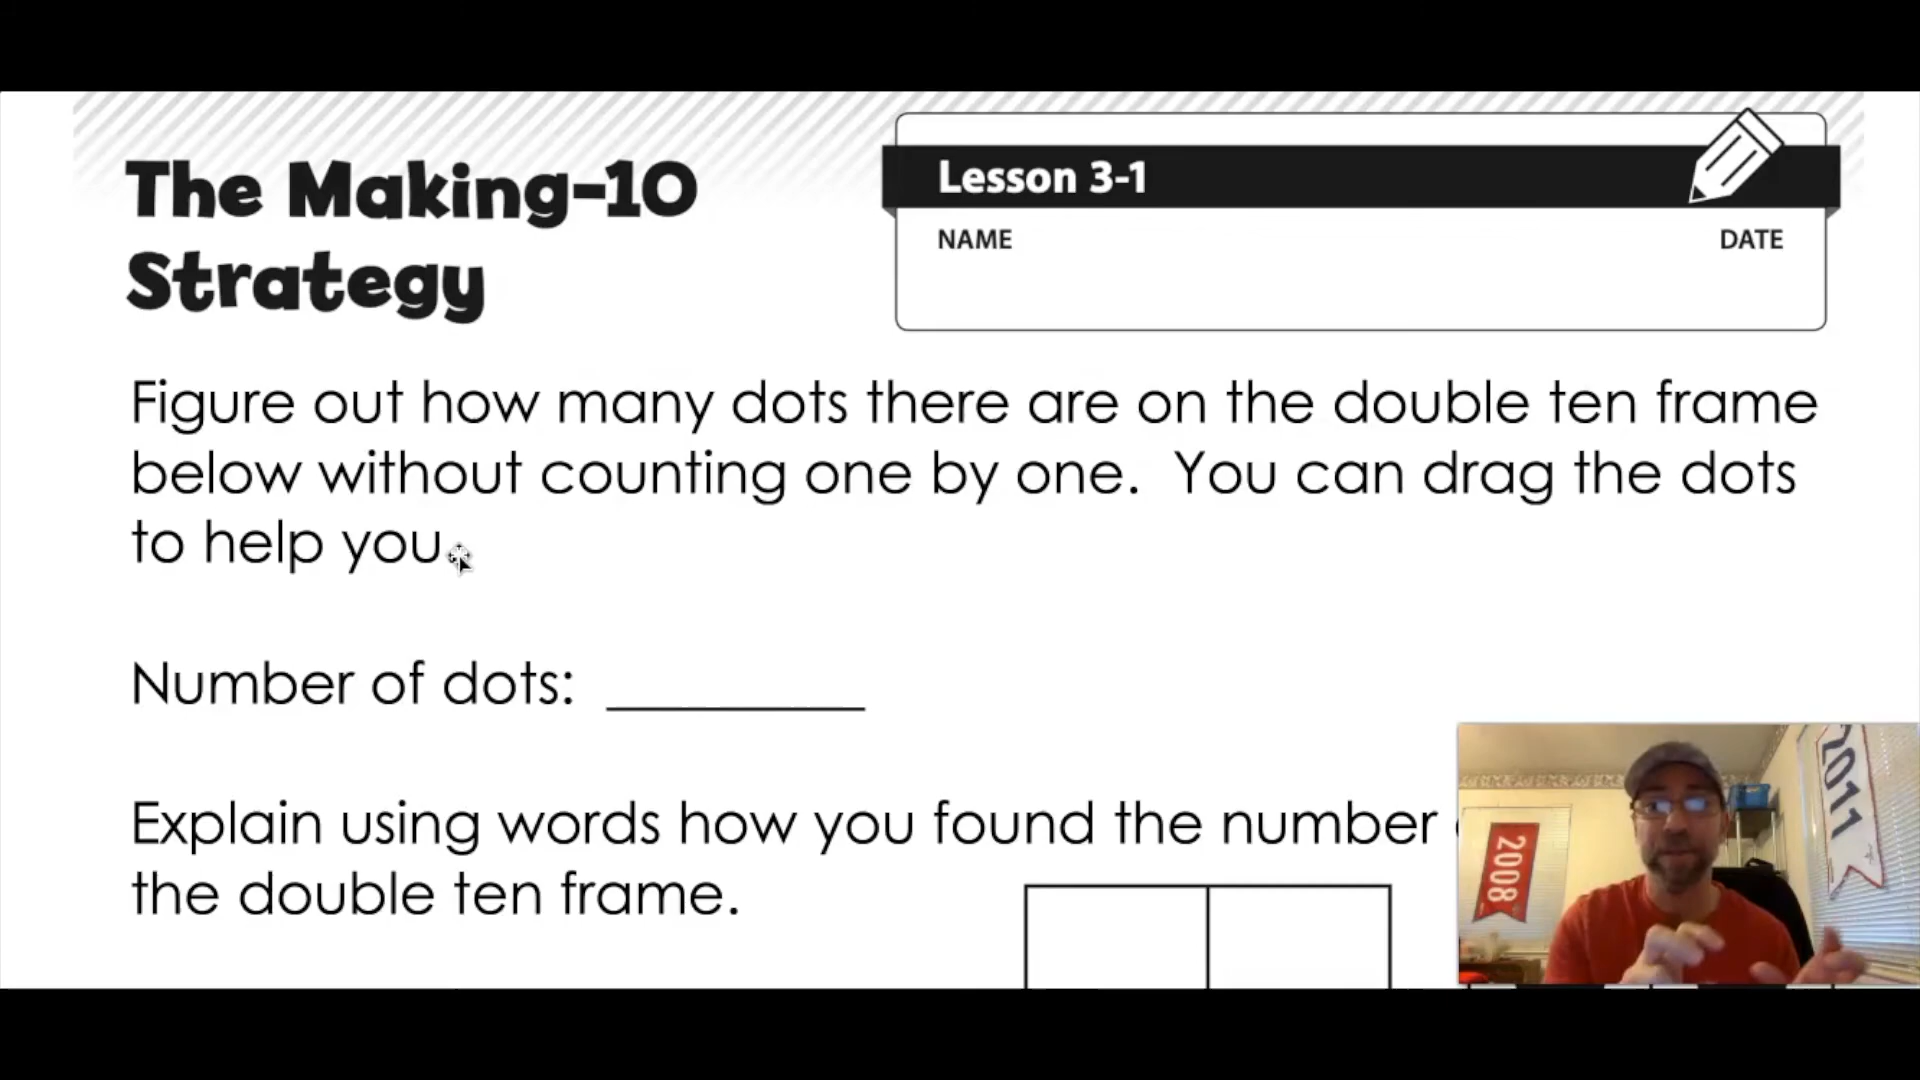 The Making-10
Strategy
Lesson 3-1
NAME DATE
Figure out how many dots there are on the double ten frame
below without counting one by one. You can drag the dots
to help you.
Number of dots: ________
Explain using words how you found the number
the double ten frame.
2008
2011